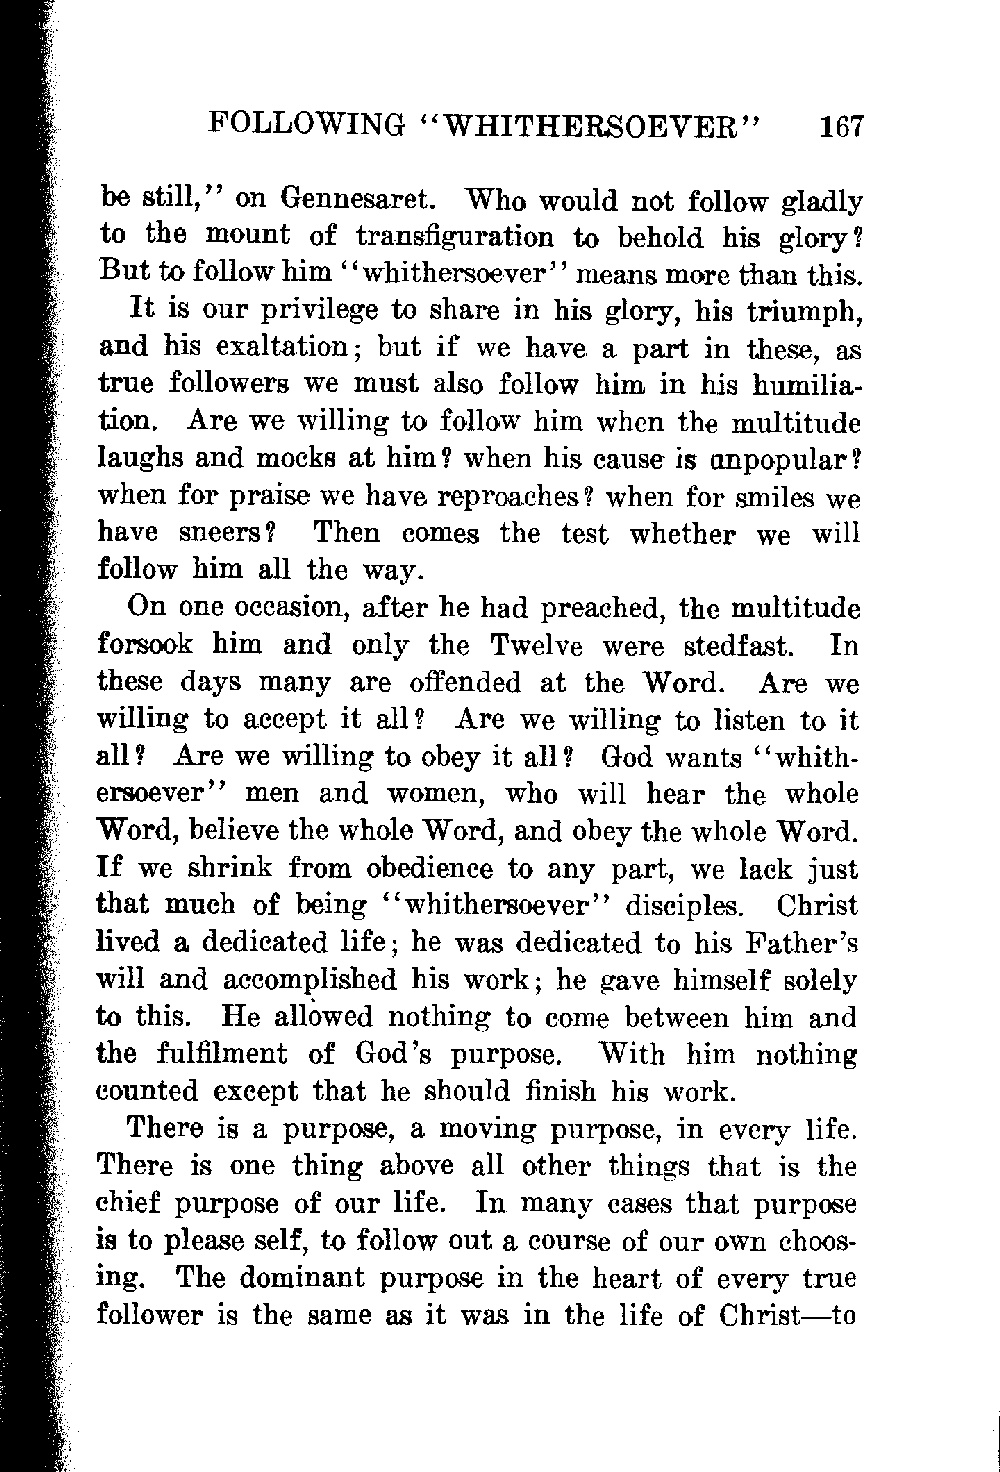 FOLLOWING "WHITHERSOEVER" 167
be still," on Gennesaret. Who would not follow gladly
to the mount of transfiguration to behold his glory?
But to follow him "whithersoever" means more than this.
It is our privilege to share in his glory, his triumph,
and his exaltation; but if we have a part in these, as
true followers we must also follow him in his humilia-
tion. Are we willing to follow him when the multitude
laughs and mocks at him? when his cause is unpopular?
when for praise we have reproaches? when for smiles we
have sneers? Then comes the test whether we will
follow him all the way.
On one occasion, after he had preached, the multitude
forsook him and only the Twelve were stedfast. In
these days many are offended at the Word. Are we
willing to accept it all? Are we willing to listen to it
all? Are we willing to obey it all? God wants "whith-
ersoever" men and women, who will hear the whole
Word, believe the whole Word, and obey the whole Word.
If we shrink from obedience to any part, we lack just
that much of being "whithersoever" disciples. Christ
lived a dedicated life; he was dedicated to his Father's
will and accomplished his work; he gave himself solely
to this. He allowed nothing to come between him and
the fulfilment of God's purpose. With him nothing
counted except that he should finish his work.
There is a purpose, a moving purpose, in every life.
There is one thing above all other things that is the
chief purpose of our life. In many cases that purpose
is to please self, to follow out a course of our own choos-
ing. The dominant purpose in the heart of every true
follower is the same as it was in the life of Christ—to